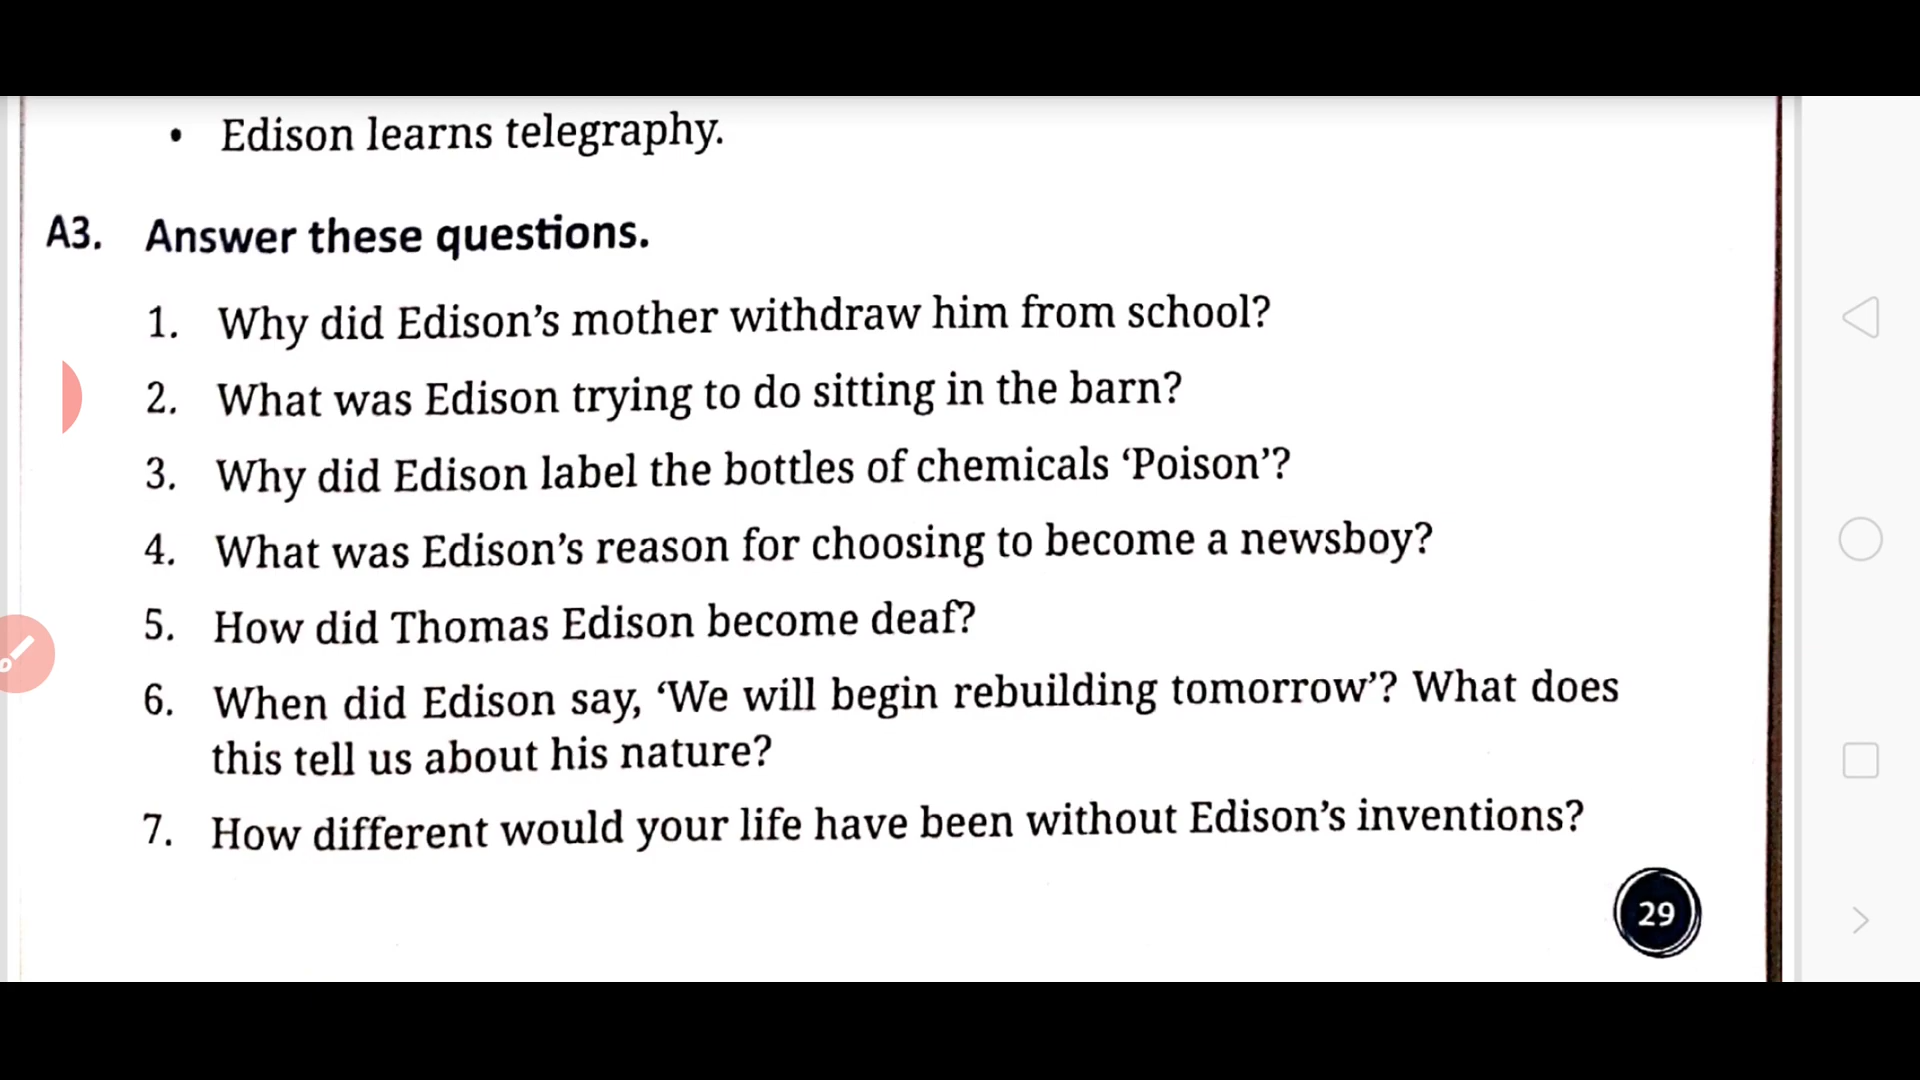 • Edison learns telegraphy.
A3. Answer these questions.
1. Why did Edison’s mother withdraw him from school?
2. What was Edison trying to do sitting in the barn?
3. Why did Edison label the bottles of chemicals ‘Poison’?
4. What was Edison’s reason for choosing to become a newsboy?
5. How did Thomas Edison become deaf?
6. When did Edison say, ‘We will begin rebuilding tomorrow’? What does
this tell us about his nature?
7. How different would your life have been without Edison’s inventions?
29